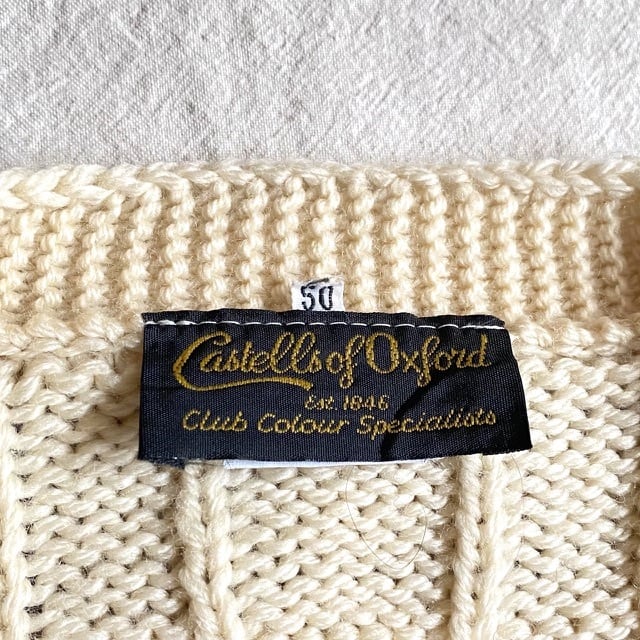 50
Castells of Oxford
Est. 1846
Club Colour Specialists